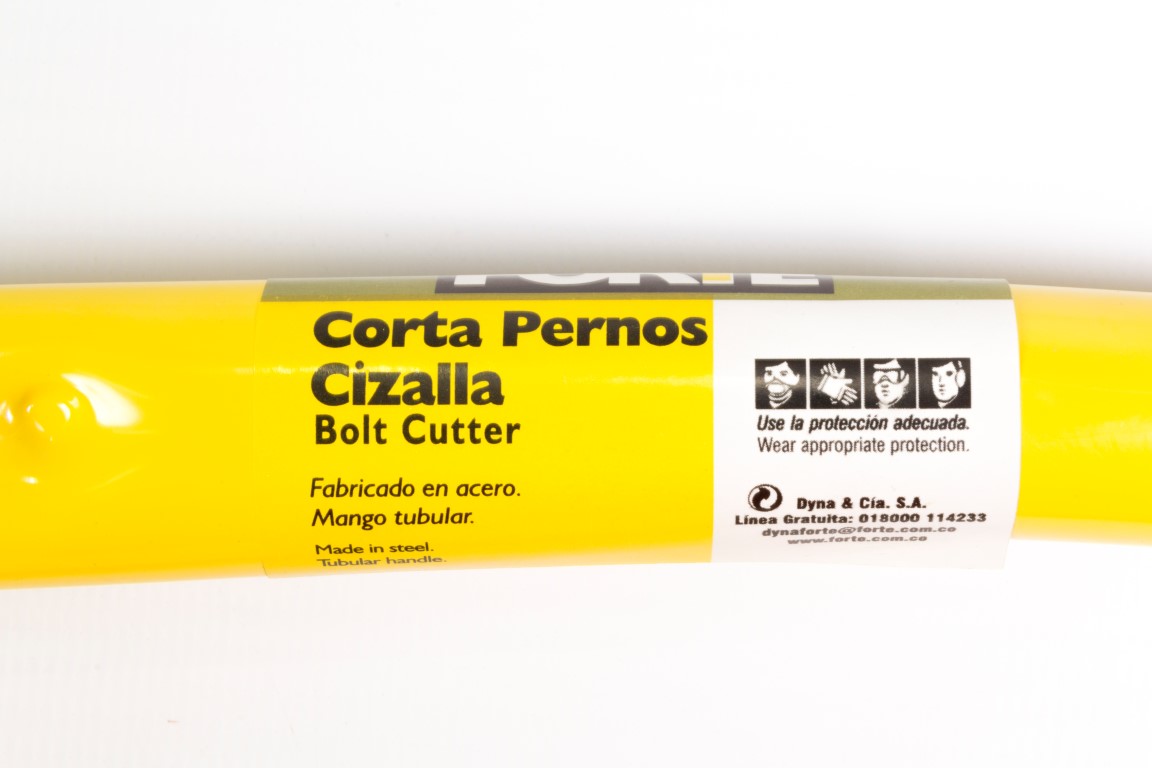 FORTE
Corta Pernos
Cizalla
Bolt Cutter
Fabricado en acero.
Mango tubular.
Made in steel.
Tubular handle.
Use la protección adecuada.
Wear appropriate protection.
Dyna & Cía. S.A.
Línea Gratuita: 018000 114233
dynaforte@forte.com.co
www.forte.com.co